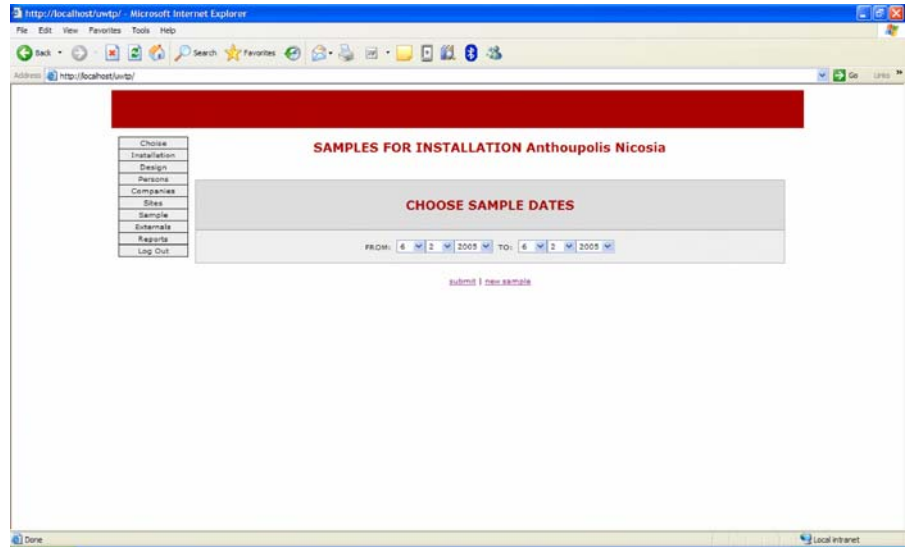 http://localhost/uwtp/ - Microsoft Internet Explorer
File Edit View Favorites Tools Help
Back Search Favorites
Address http://localhost/uwtp/ Go Links »
Choise
Installation
Design
Persons
Companies
Sites
Sample
Externals
Reports
Log Out
SAMPLES FOR INSTALLATION Anthoupolis Nicosia
CHOOSE SAMPLE DATES
FROM: 6 2 2005 TO: 6 2 2005
submit | new sample
Done Local intranet